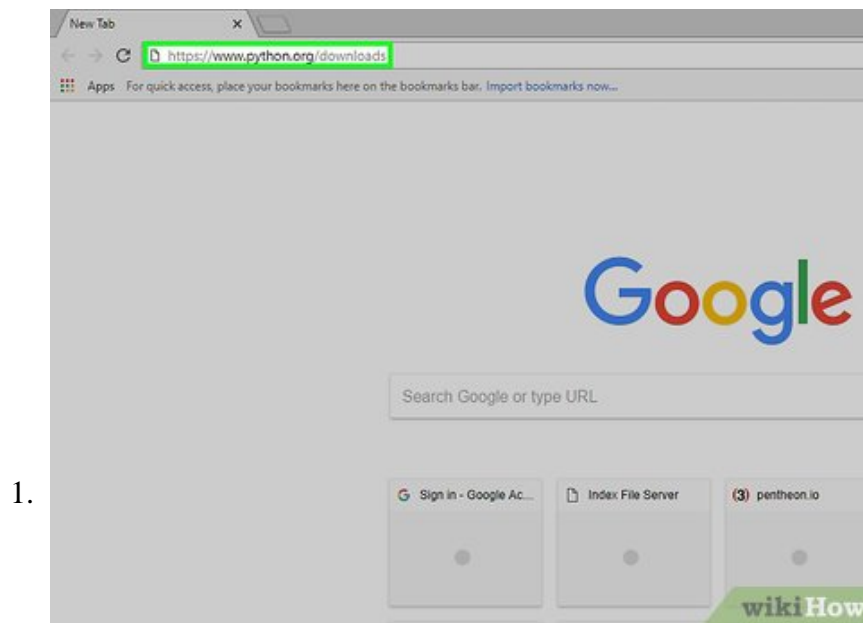 New Tab
https://www.python.org/downloads
Apps For quick access, place your bookmarks here on the bookmarks bar. Import bookmarks now...
Google
Search Google or type URL
1.
G Sign in - Google Ac... Index File Server (3) pentheon.io
wikiHow